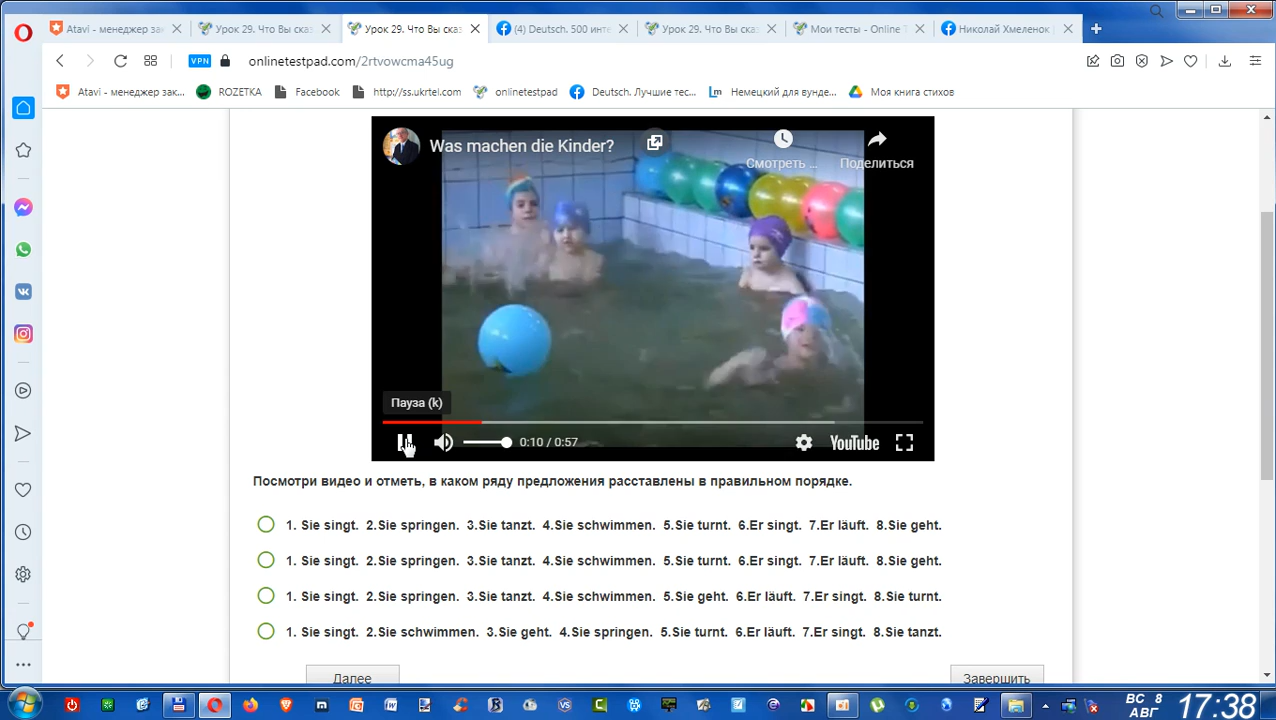 Atavi - менеджер зак
Урок 29. Что Вы сказ
Урок 29. Что Вы сказ
(4) Deutsch. 500 инте
Урок 29. Что Вы сказ
Мои тесты - Online T
Николай Хмеленок |
VPN
onlinetestpad.com/2rtvowcma45ug
Atavi - менеджер зак...
ROZETKA
Facebook
http://ss.ukrtel.com
onlinetestpad
Deutsch. Лучшие тес...
Lm Немецкий для вунде...
Моя книга стихов
Was machen die Kinder?
Смотреть ...
Поделиться
Пауза (k)
0:10 / 0:57
YouTube
Посмотри видео и отметь, в каком ряду предложения расставлены в правильном порядке.
1. Sie singt. 2.Sie springen. 3.Sie tanzt. 4.Sie schwimmen. 5.Sie turnt. 6.Er singt. 7.Er läuft. 8.Sie geht.
1. Sie singt. 2.Sie springen. 3.Sie tanzt. 4.Sie schwimmen. 5.Sie turnt. 6.Er singt. 7.Er läuft. 8.Sie geht.
1. Sie singt. 2.Sie springen. 3.Sie tanzt. 4.Sie schwimmen. 5.Sie geht. 6.Er läuft. 7.Er singt. 8.Sie turnt.
1. Sie singt. 2.Sie schwimmen. 3.Sie geht. 4.Sie springen. 5.Sie turnt. 6.Er läuft. 7.Er singt. 8.Sie tanzt.
Далее
Завершить
ВС 8
АВГ
17:38